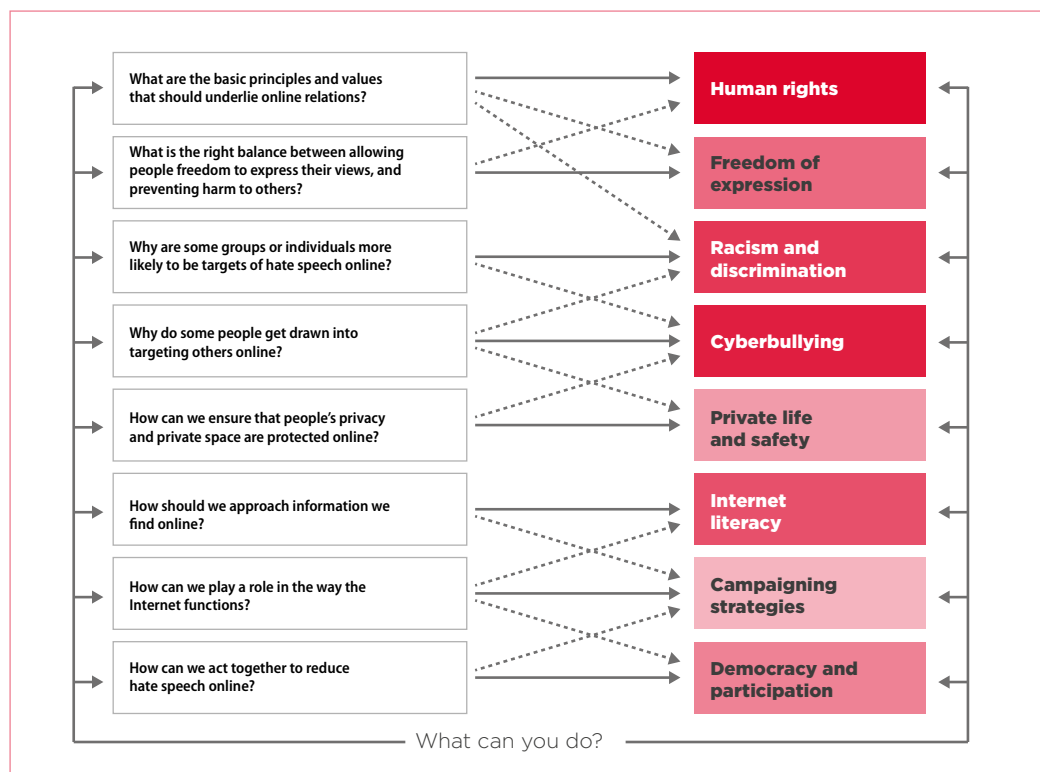 What are the basic principles and values
that should underlie online relations?
Human rights
What is the right balance between allowing
people freedom to express their views, and
preventing harm to others?
Freedom of
expression
Why are some groups or individuals more
likely to be targets of hate speech online?
Racism and
discrimination
Why do some people get drawn into
targeting others online?
Cyberbullying
How can we ensure that people’s privacy
and private space are protected online?
Private life
and safety
How should we approach information we
find online?
Internet
literacy
How can we play a role in the way the
Internet functions?
Campaigning
strategies
How can we act together to reduce
hate speech online?
Democracy and
participation
What can you do?